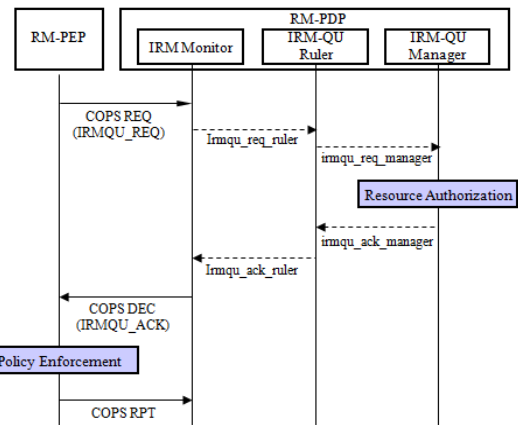 RM-PDP
RM-PEP
IRM Monitor
IRM-QU
Ruler
IRM-QU
Manager
COPS REQ
(IRMQU_REQ)
Irmqu_req_ruler
irmqu_req_manager
Resource Authorization
irmqu_ack_manager
Irmqu_ack_ruler
COPS DEC
(IRMQU_ACK)
Policy Enforcement
COPS RPT